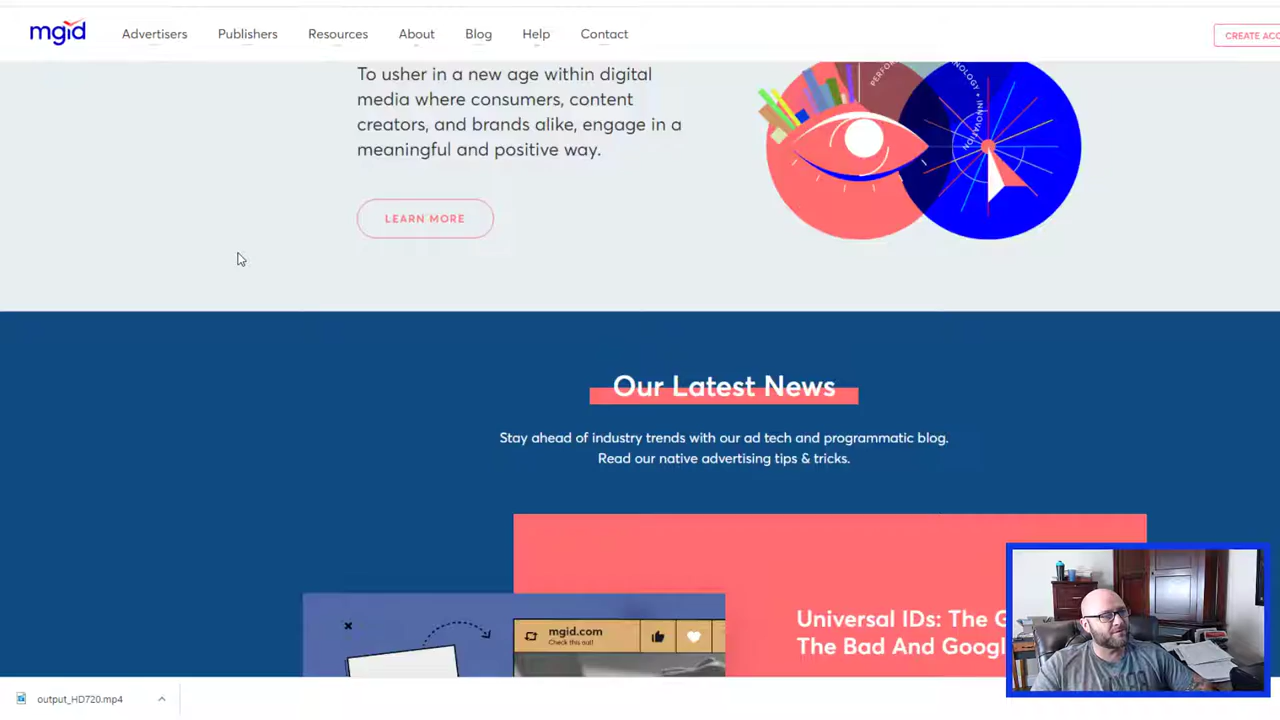 mgid
Advertisers Publishers Resources About Blog Help Contact
CREATE ACC
To usher in a new age within digital
media where consumers, content
creators, and brands alike, engage in a
meaningful and positive way.
LEARN MORE
Our Latest News
Stay ahead of industry trends with our ad tech and programmatic blog.
Read our native advertising tips & tricks.
mgid.com
Check this out!
Universal IDs: The G
The Bad And Googl
output_HD720.mp4